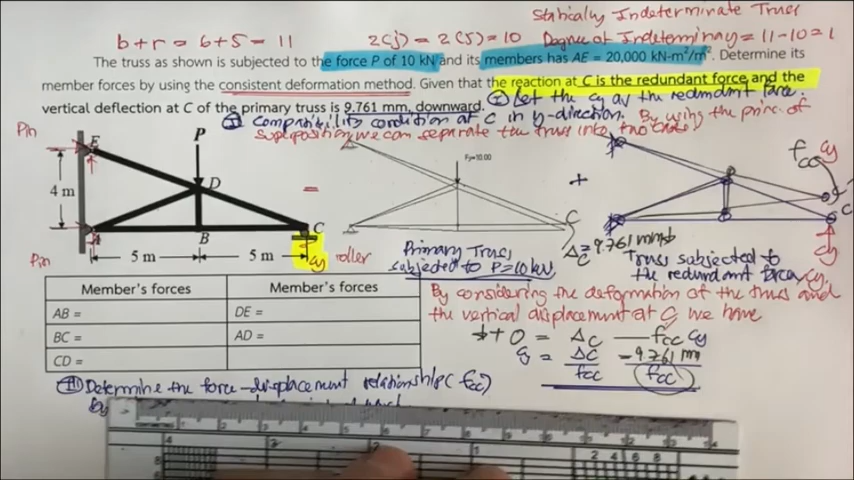 Statically Indeterminate Truss
b+r = 6+5 = 11 2(j) = 2(5) = 10 Degree of Indeterminacy = 11-10 = 1
The truss as shown is subjected to the force P of 10 kN and its members has AE = 20,000 kN-m²/m². Determine its
member forces by using the consistent deformation method. Given that the reaction at C is the redundant force and the
vertical deflection at C of the primary truss is 9.761 mm, downward. Ⓘ Let the Cy as the redundant force.
Ⓘ Compatibility condition at C in y-direction. By using the princ. of
superposition we can separate the truss into two
Pin
E
P
Fy=-10.00
fcc Cy
4 m
D
=
+
C
C
A
B
C
Pin
5 m
5 m
Cy
roller
Primary Truss
subjected to P=10kN
Δc = 9.761 mm
Cy
Truss subjected to
the redundant force, Cy
Member's forces Member's forces
AB = DE =
BC = AD =
CD =
By considering the deformation of the truss and
the vertical displacement at C, we have
+ 0 = Δc - fcc Cy
Cy = Δc/fcc 9.761 mm/fcc
Ⓘ Determine the force-displacement relationship (fcc)